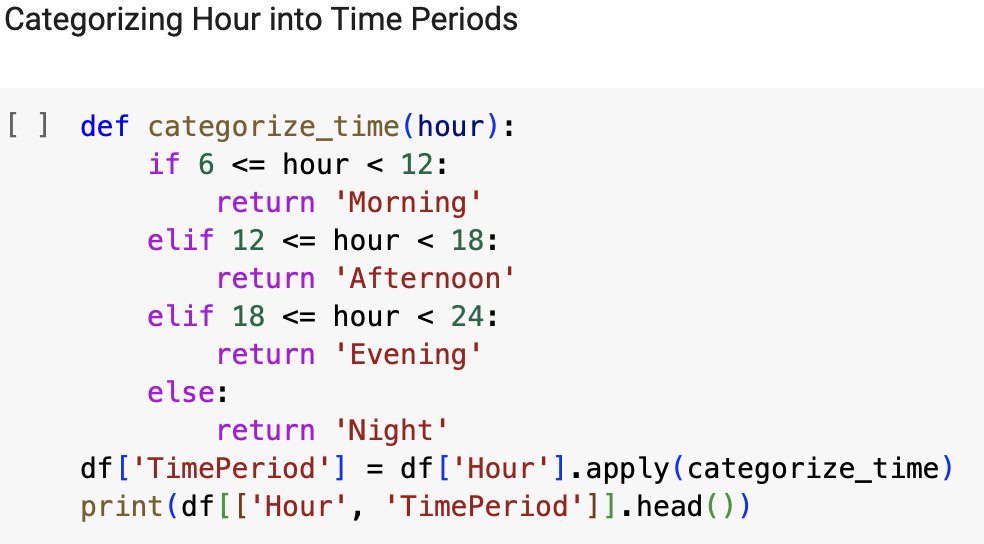 Categorizing Hour into Time Periods
[ ] def categorize_time(hour):
    if 6 <= hour < 12:
        return 'Morning'
    elif 12 <= hour < 18:
        return 'Afternoon'
    elif 18 <= hour < 24:
        return 'Evening'
    else:
        return 'Night'
df['TimePeriod'] = df['Hour'].apply(categorize_time)
print(df[['Hour', 'TimePeriod']].head())